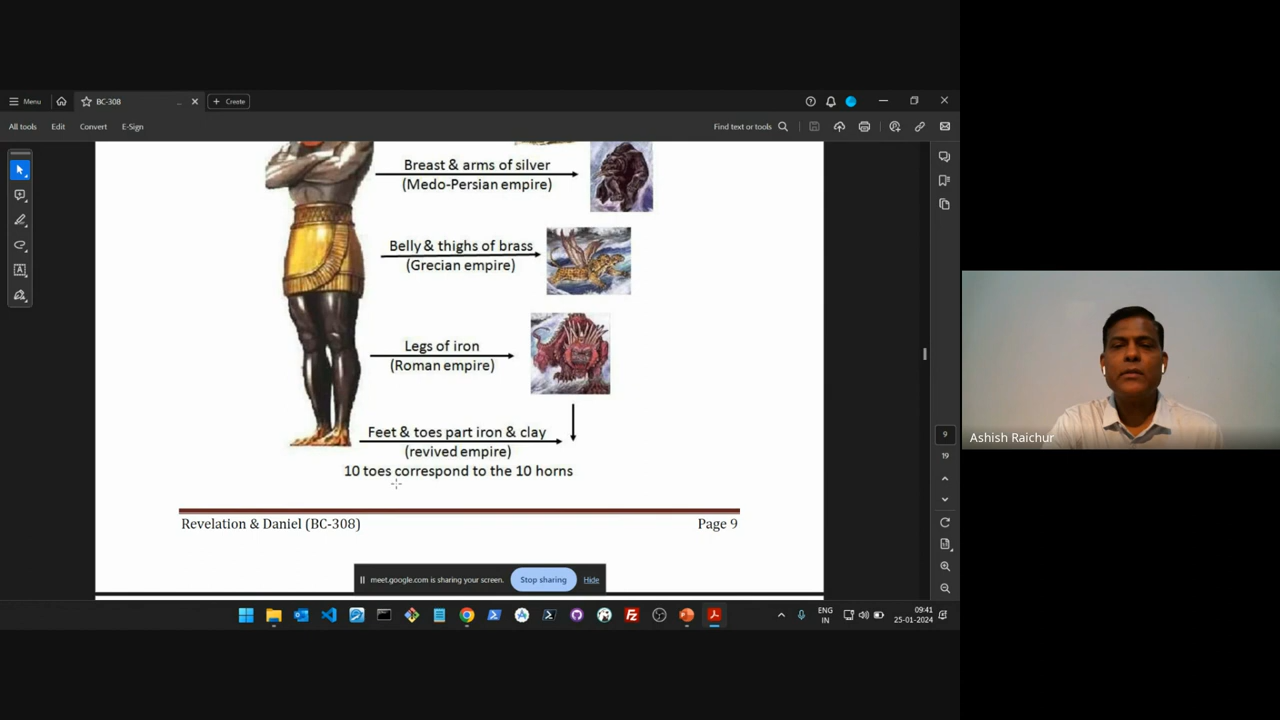 Menu
BC-308
Create
All tools
Edit
Convert
E-Sign
Find text or tools
Breast & arms of silver
(Medo-Persian empire)
Belly & thighs of brass
(Grecian empire)
Legs of iron
(Roman empire)
Feet & toes part iron & clay
(revived empire)
10 toes correspond to the 10 horns
Revelation & Daniel (BC-308)
Page 9
9
19
meet.google.com is sharing your screen.
Stop sharing
Hide
ENG
IN
09:41
25-01-2024
Ashish Raichur